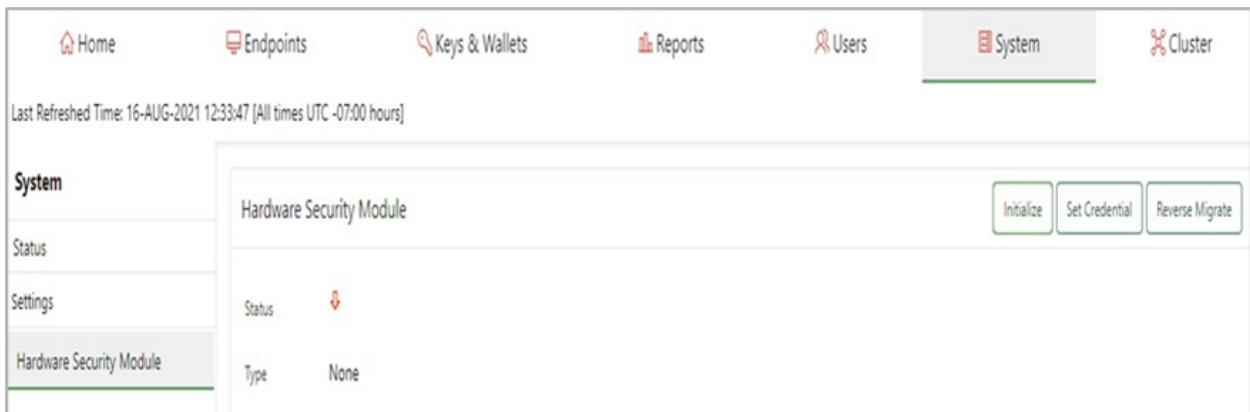 Home Endpoints Keys & Wallets Reports Users System Cluster
Last Refreshed Time: 16-AUG-2021 12:33:47 [All times UTC -07:00 hours]
System
Status
Settings
Hardware Security Module
Hardware Security Module Initialize Set Credential Reverse Migrate
Status
Type None